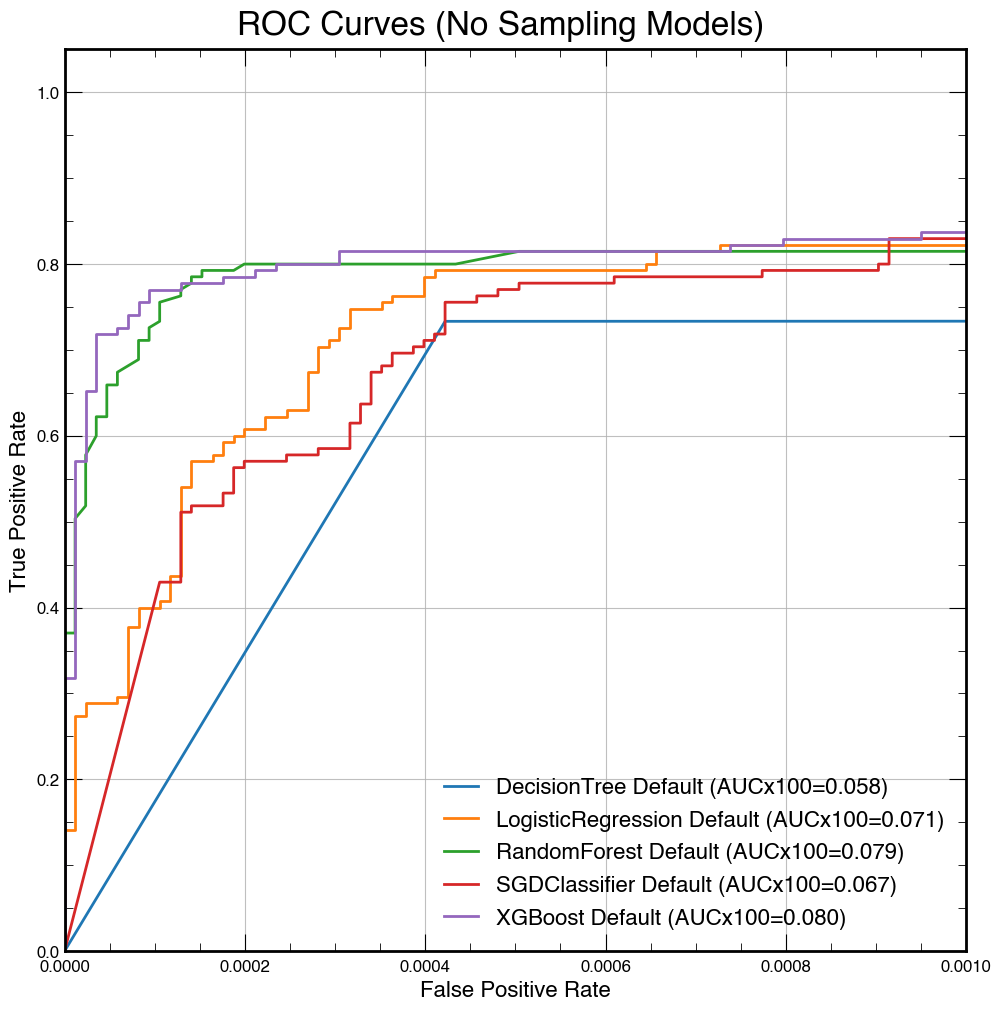 ROC Curves (No Sampling Models)
True Positive Rate
1.0
0.8
0.6
0.4
0.2
0.0
DecisionTree Default (AUCx100=0.058)
LogisticRegression Default (AUCx100=0.071)
RandomForest Default (AUCx100=0.079)
SGDClassifier Default (AUCx100=0.067)
XGBoost Default (AUCx100=0.080)
0.0000 0.0002 0.0004 0.0006 0.0008 0.0010
False Positive Rate